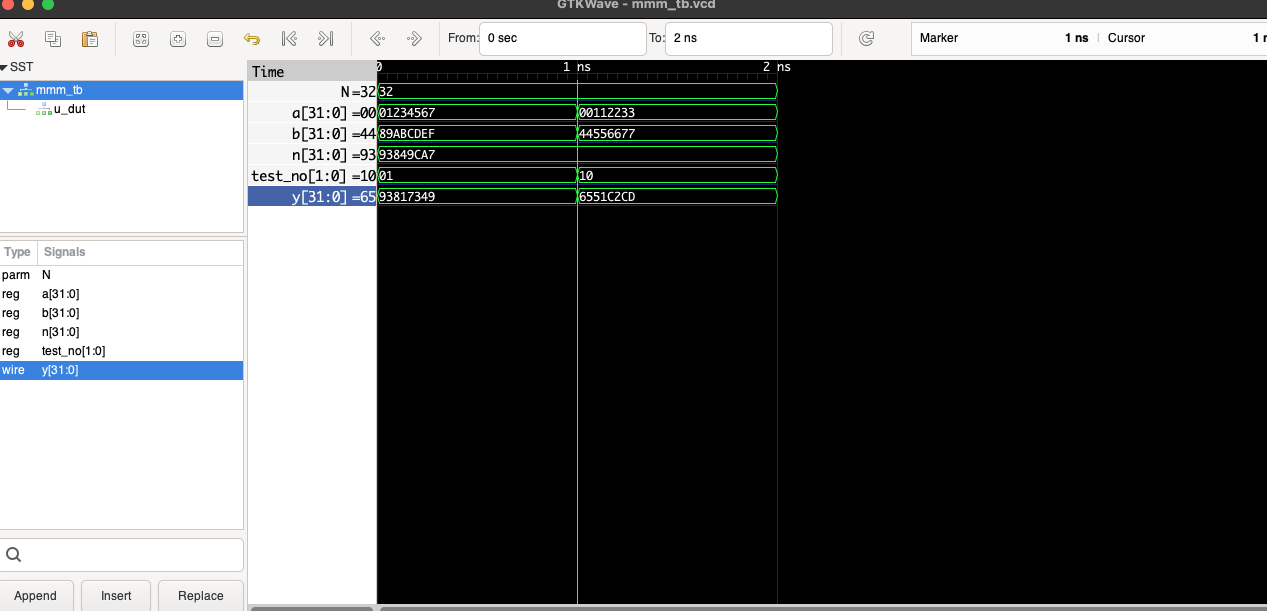 GTKWave - mmm_tb.vcd
From: 0 sec To: 2 ns Marker 1 ns | Cursor
SST
mmm_tb
u_dut
Type Signals
parm N
reg a[31:0]
reg b[31:0]
reg n[31:0]
reg test_no[1:0]
wire y[31:0]
Append Insert Replace
Time 0 1 ns 2 ns
N=32 32
a[31:0] =00 01234567 00112233
b[31:0] =44 89ABCDEF 44556677
n[31:0] =93 93849CA7
test_no[1:0] =10 01 10
y[31:0] =65 93817349 6551C2CD